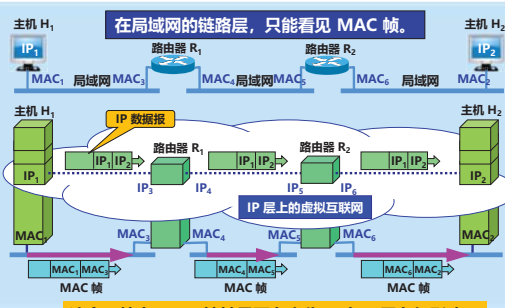 在局域网的链路层，只能看见 MAC 帧。
主机 H1
主机 H2
路由器 R1
路由器 R2
IP1
IP2
MAC1
局域网
MAC3
MAC4
局域网
MAC5
MAC6
局域网
MAC2
主机 H1
主机 H2
IP 数据报
路由器 R1
路由器 R2
IP1 IP2
IP1 IP2
IP1 IP2
IP1
IP3
IP4
IP5
IP6
IP2
IP 层上的虚拟互联网
MAC1
MAC3
MAC4
MAC5
MAC6
MAC2
MAC1 MAC3
MAC4 MAC5
MAC6 MAC2
MAC 帧
MAC 帧
MAC 帧